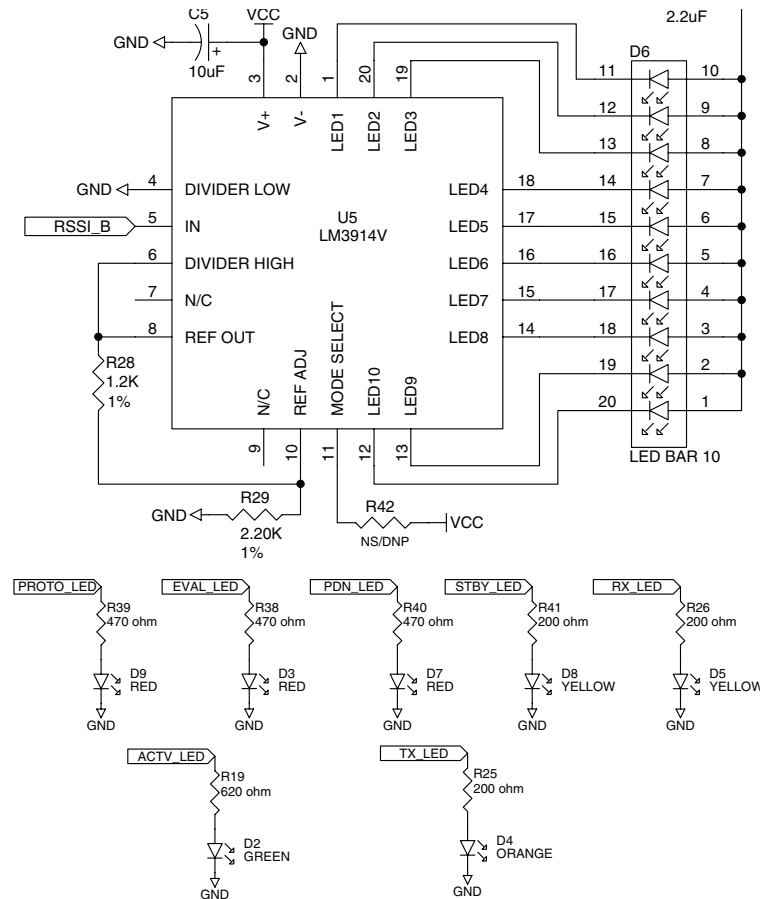 C5
VCC
2.2uF
GND
GND
D6
+
10uF
3
2
1
20
19
11
10
V+
V-
LED1
LED2
LED3
12
9
13
8
GND
4
DIVIDER LOW
LED4
18
14
7
RSSI_B
5
IN
U5
LM3914V
LED5
17
15
6
6
DIVIDER HIGH
LED6
16
16
5
7
N/C
LED7
15
17
4
8
REF OUT
LED8
14
18
3
R28
1.2K
1%
N/C
REF ADJ
MODE SELECT
LED10
LED9
19
2
20
1
9
10
11
12
13
LED BAR 10
GND
R29
2.20K
1%
R42
NS/DNP
VCC
PROTO_LED
EVAL_LED
PDN_LED
STBY_LED
RX_LED
R39
470 ohm
R38
470 ohm
R40
470 ohm
R41
200 ohm
R26
200 ohm
D9
RED
D3
RED
D7
RED
D8
YELLOW
D5
YELLOW
GND
GND
GND
GND
GND
ACTV_LED
TX_LED
R19
620 ohm
R25
200 ohm
D2
GREEN
D4
ORANGE
GND
GND